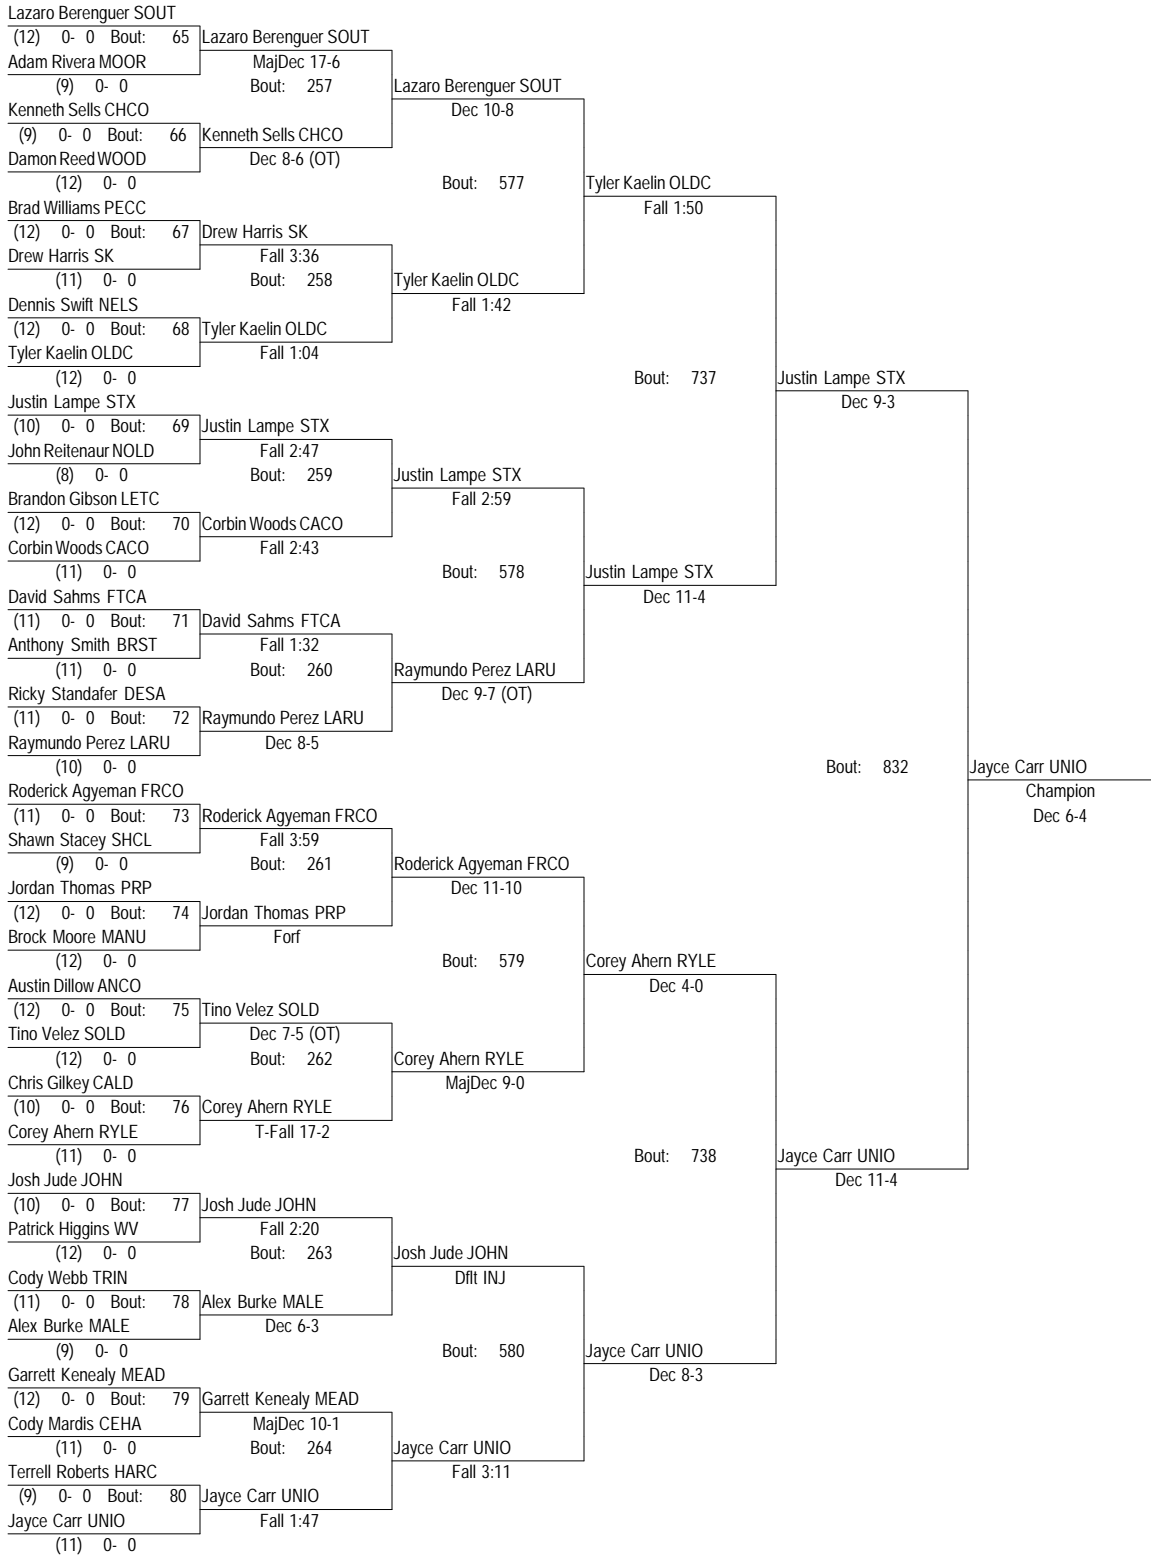 Lazaro Berenguer SOUT
(12) 0- 0 Bout: 65 Lazaro Berenguer SOUT
Adam Rivera MOOR MajDec 17-6
(9) 0- 0 Bout: 257 Lazaro Berenguer SOUT
Kenneth Sells CHCO Dec 10-8
(9) 0- 0 Bout: 66 Kenneth Sells CHCO
Damon Reed WOOD Dec 8-6 (OT)
(12) 0- 0 Bout: 577 Tyler Kaelin OLDC
Brad Williams PECC Fall 1:50
(12) 0- 0 Bout: 67 Drew Harris SK
Drew Harris SK Fall 3:36
(11) 0- 0 Bout: 258 Tyler Kaelin OLDC
Dennis Swift NELS Fall 1:42
(12) 0- 0 Bout: 68 Tyler Kaelin OLDC
Tyler Kaelin OLDC Fall 1:04
(12) 0- 0 Bout: 737 Justin Lampe STX
Justin Lampe STX Dec 9-3
(10) 0- 0 Bout: 69 Justin Lampe STX
John Reitenaur NOLD Fall 2:47
(8) 0- 0 Bout: 259 Justin Lampe STX
Brandon Gibson LETC Fall 2:59
(12) 0- 0 Bout: 70 Corbin Woods CACO
Corbin Woods CACO Fall 2:43
(11) 0- 0 Bout: 578 Justin Lampe STX
David Sahms FTCA Dec 11-4
(11) 0- 0 Bout: 71 David Sahms FTCA
Anthony Smith BRST Fall 1:32
(11) 0- 0 Bout: 260 Raymundo Perez LARU
Ricky Standafer DESA Dec 9-7 (OT)
(11) 0- 0 Bout: 72 Raymundo Perez LARU
Raymundo Perez LARU Dec 8-5
(10) 0- 0 Bout: 832 Jayce Carr UNIO
Roderick Agyeman FRCO Champion
(11) 0- 0 Bout: 73 Roderick Agyeman FRCO Dec 6-4
Shawn Stacey SHCL Fall 3:59
(9) 0- 0 Bout: 261 Roderick Agyeman FRCO
Jordan Thomas PRP Dec 11-10
(12) 0- 0 Bout: 74 Jordan Thomas PRP
Brock Moore MANU Forf
(12) 0- 0 Bout: 579 Corey Ahern RYLE
Austin Dillow ANCO Dec 4-0
(12) 0- 0 Bout: 75 Tino Velez SOLD
Tino Velez SOLD Dec 7-5 (OT)
(12) 0- 0 Bout: 262 Corey Ahern RYLE
Chris Gilkey CALD MajDec 9-0
(10) 0- 0 Bout: 76 Corey Ahern RYLE
Corey Ahern RYLE T-Fall 17-2
(11) 0- 0 Bout: 738 Jayce Carr UNIO
Josh Jude JOHN Dec 11-4
(10) 0- 0 Bout: 77 Josh Jude JOHN
Patrick Higgins WV Fall 2:20
(12) 0- 0 Bout: 263 Josh Jude JOHN
Cody Webb TRIN Dflt INJ
(11) 0- 0 Bout: 78 Alex Burke MALE
Alex Burke MALE Dec 6-3
(9) 0- 0 Bout: 580 Jayce Carr UNIO
Garrett Kenealy MEAD Dec 8-3
(12) 0- 0 Bout: 79 Garrett Kenealy MEAD
Cody Mardis CEHA MajDec 10-1
(11) 0- 0 Bout: 264 Jayce Carr UNIO
Terrell Roberts HARC Fall 3:11
(9) 0- 0 Bout: 80 Jayce Carr UNIO
Jayce Carr UNIO Fall 1:47
(11) 0- 0